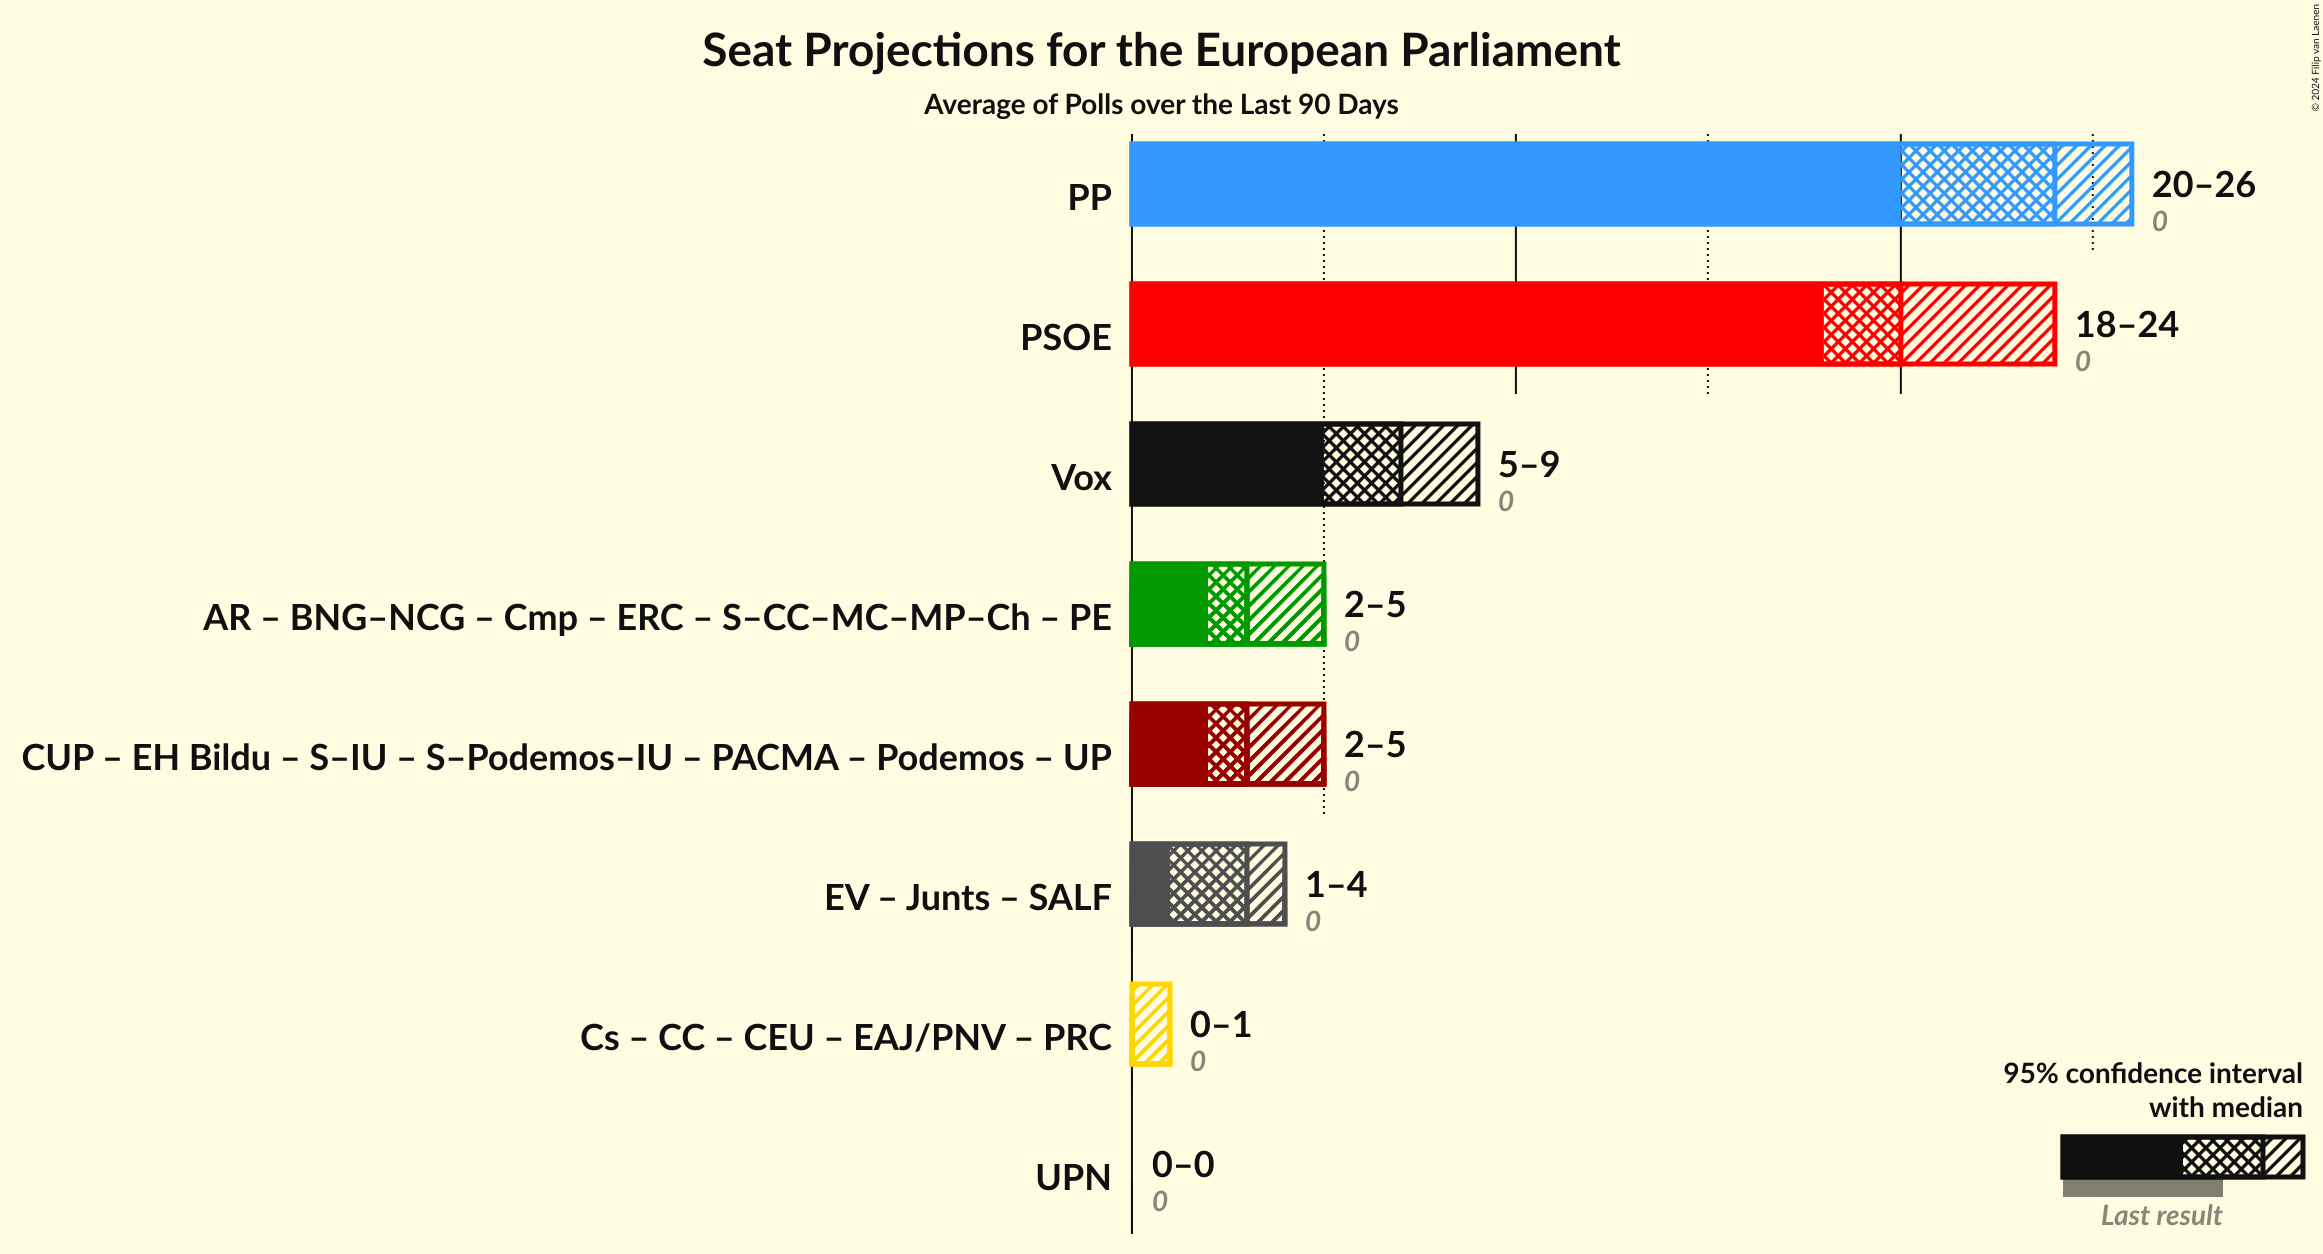 Seat Projections for the European Parliament
Average of Polls over the Last 90 Days
© 2024 Filip van Laenen
PP
20–26
0
PSOE
18–24
0
Vox
5–9
0
AR – BNG–NCG – Cmp – ERC – S–CC–MC–MP–Ch – PE
2–5
0
CUP – EH Bildu – S–IU – S–Podemos–IU – PACMA – Podemos – UP
2–5
0
EV – Junts – SALF
1–4
0
Cs – CC – CEU – EAJ/PNV – PRC
0–1
0
UPN
0–0
0
95% confidence interval
with median
Last result